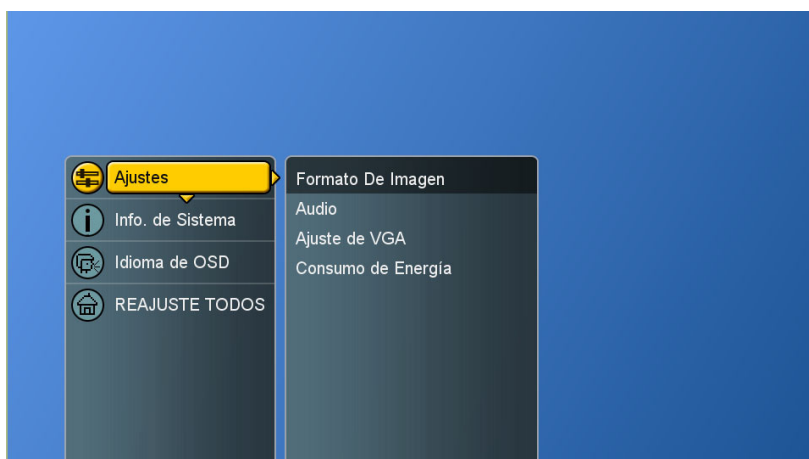 Ajustes
Info. de Sistema
Idioma de OSD
REAJUSTE TODOS
Formato De Imagen
Audio
Ajuste de VGA
Consumo de Energía